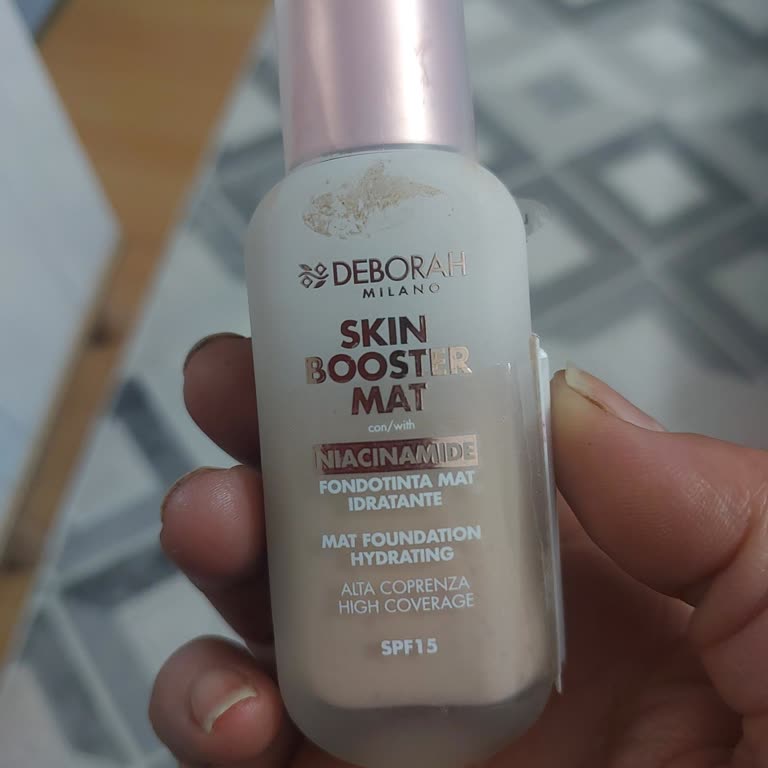 DEBORAH
MILANO
SKIN
BOOSTER
MAT
con/with
NIACINAMIDE
FONDOTINTA MAT
IDRATANTE
MAT FOUNDATION
HYDRATING
ALTA COPRENZA
HIGH COVERAGE
SPF15